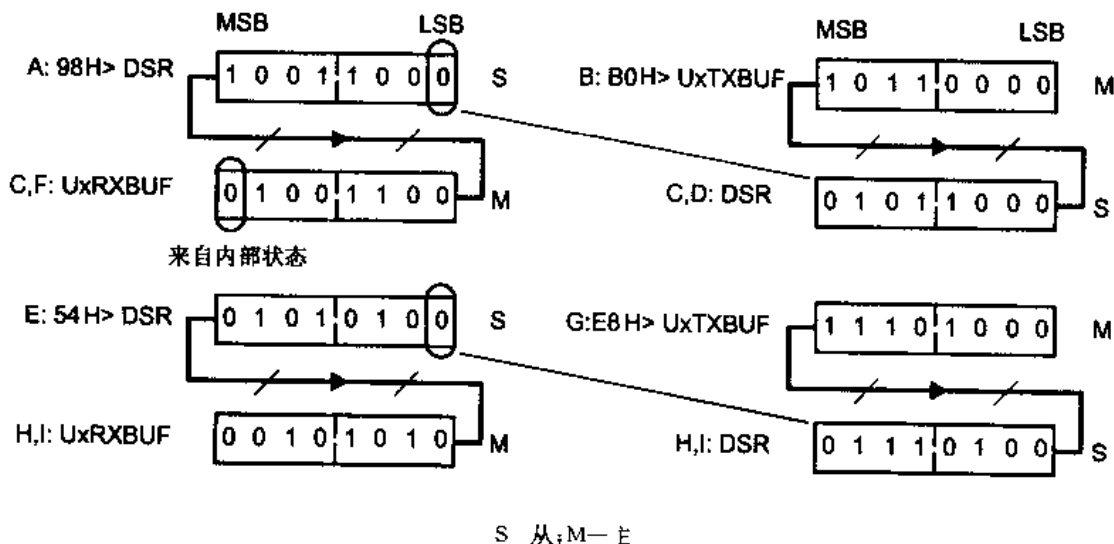 MSB LSB
MSB LSB
A: 98H> DSR 1 0 0 1 1 0 0 0 S
B: B0H> UxTXBUF 1 0 1 1 0 0 0 0 M
C,F: UxRXBUF 0 1 0 0 1 1 0 0 M
C,D: DSR 0 1 0 1 1 0 0 0 S
来自内部状态
E: 54H> DSR 0 1 0 1 0 1 0 0 S
G:E8H> UxTXBUF 1 1 1 0 1 0 0 0 M
H,I: UxRXBUF 0 0 1 0 1 0 1 0 M
H,I: DSR 0 1 1 1 0 1 0 0 S
S 从;M—主